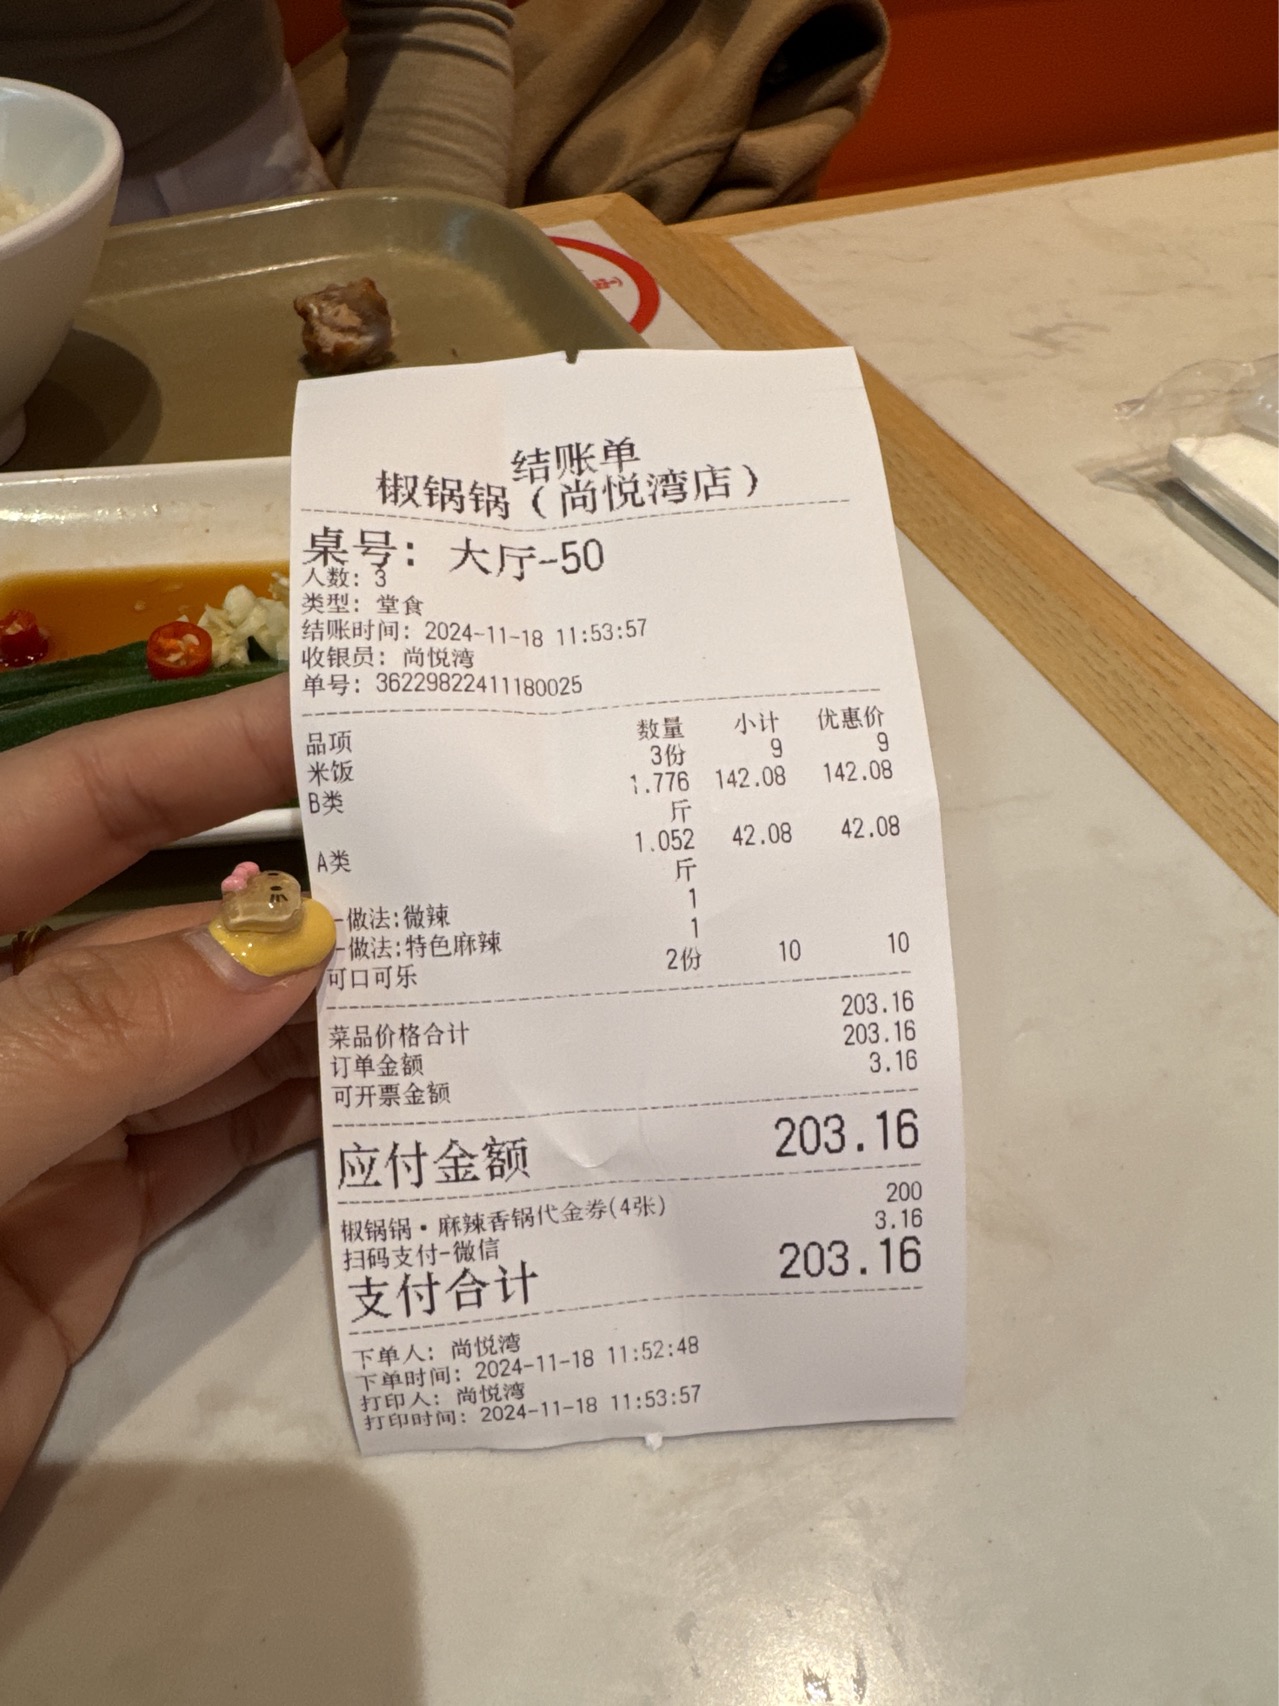 结账单
椒锅锅（尚悦湾店）
桌号： 大厅-50
人数: 3
类型: 堂食
结账时间: 2024-11-18 11:53:57
收银员: 尚悦湾
单号: 36229822411180025
品项 数量 小计 优惠价
米饭 3份 9 9
B类 1.776 142.08 142.08
斤
A类 1.052 42.08 42.08
斤
-做法:微辣 1
-做法:特色麻辣 1
可口可乐 2份 10 10
菜品价格合计 203.16
订单金额 203.16
可开票金额 3.16
应付金额 203.16
椒锅锅·麻辣香锅代金券(4张) 200
扫码支付-微信 3.16
支付合计 203.16
下单人: 尚悦湾
下单时间: 2024-11-18 11:52:48
打印人: 尚悦湾
打印时间: 2024-11-18 11:53:57